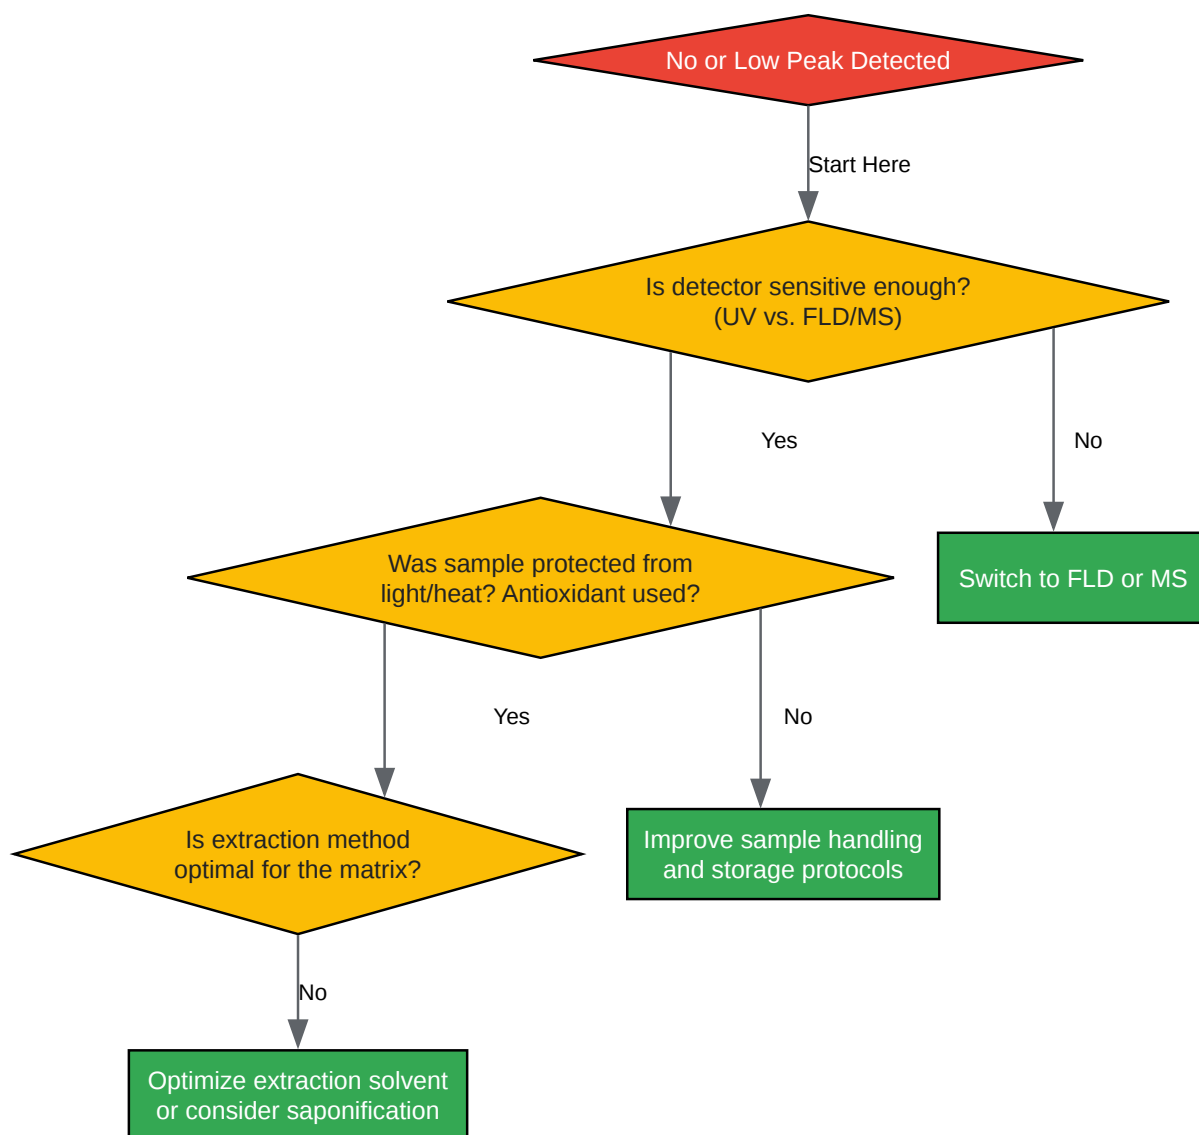 No or Low Peak Detected
Start Here
Is detector sensitive enough?
(UV vs. FLD/MS)
Yes
No
Was sample protected from
light/heat? Antioxidant used?
Switch to FLD or MS
Yes
No
Is extraction method
optimal for the matrix?
Improve sample handling
and storage protocols
No
Optimize extraction solvent
or consider saponification